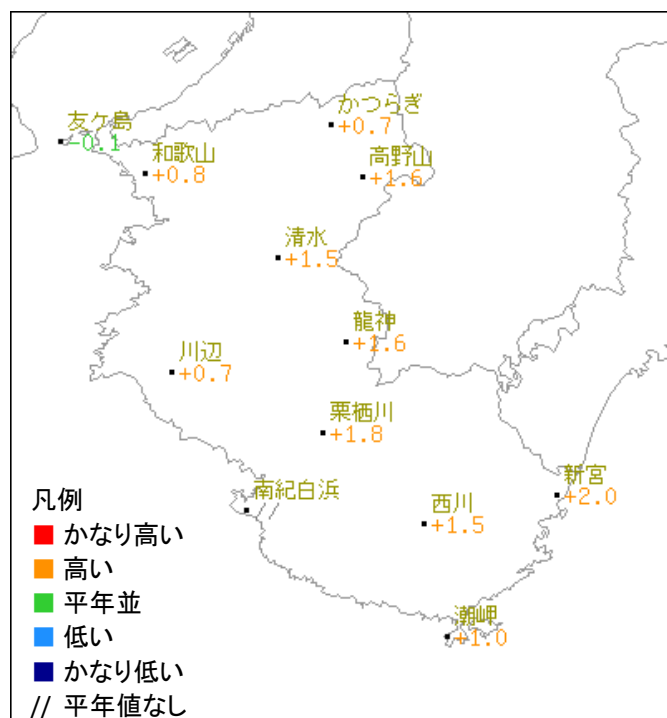 かつらぎ
+0.7
友ケ島
-0.1
和歌山
+0.8
高野山
+1.6
清水
+1.5
龍神
+1.6
川辺
+0.7
栗栖川
+1.8
南紀白浜
//
西川
+1.5
新宮
+2.0
潮岬
+1.0
凡例
かなり高い
高い
平年並
低い
かなり低い
// 平年値なし